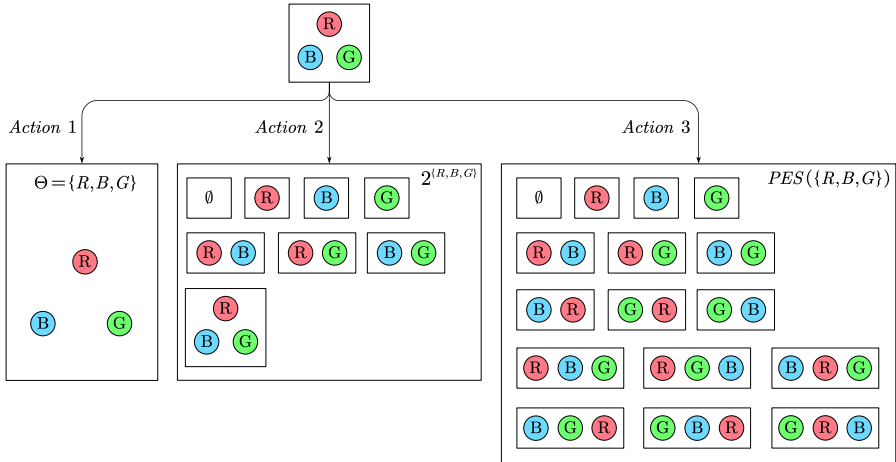 R
B G
Action 1
Action 2
Action 3
Θ={R,B,G}
R
B G
2^{R,B,G}
∅ R B G
R B R G B G
R
B G
PES({R,B,G})
∅ R B G
R B R G B G
B R G R G B
R B G R G B B R G
B G R G B R G R B